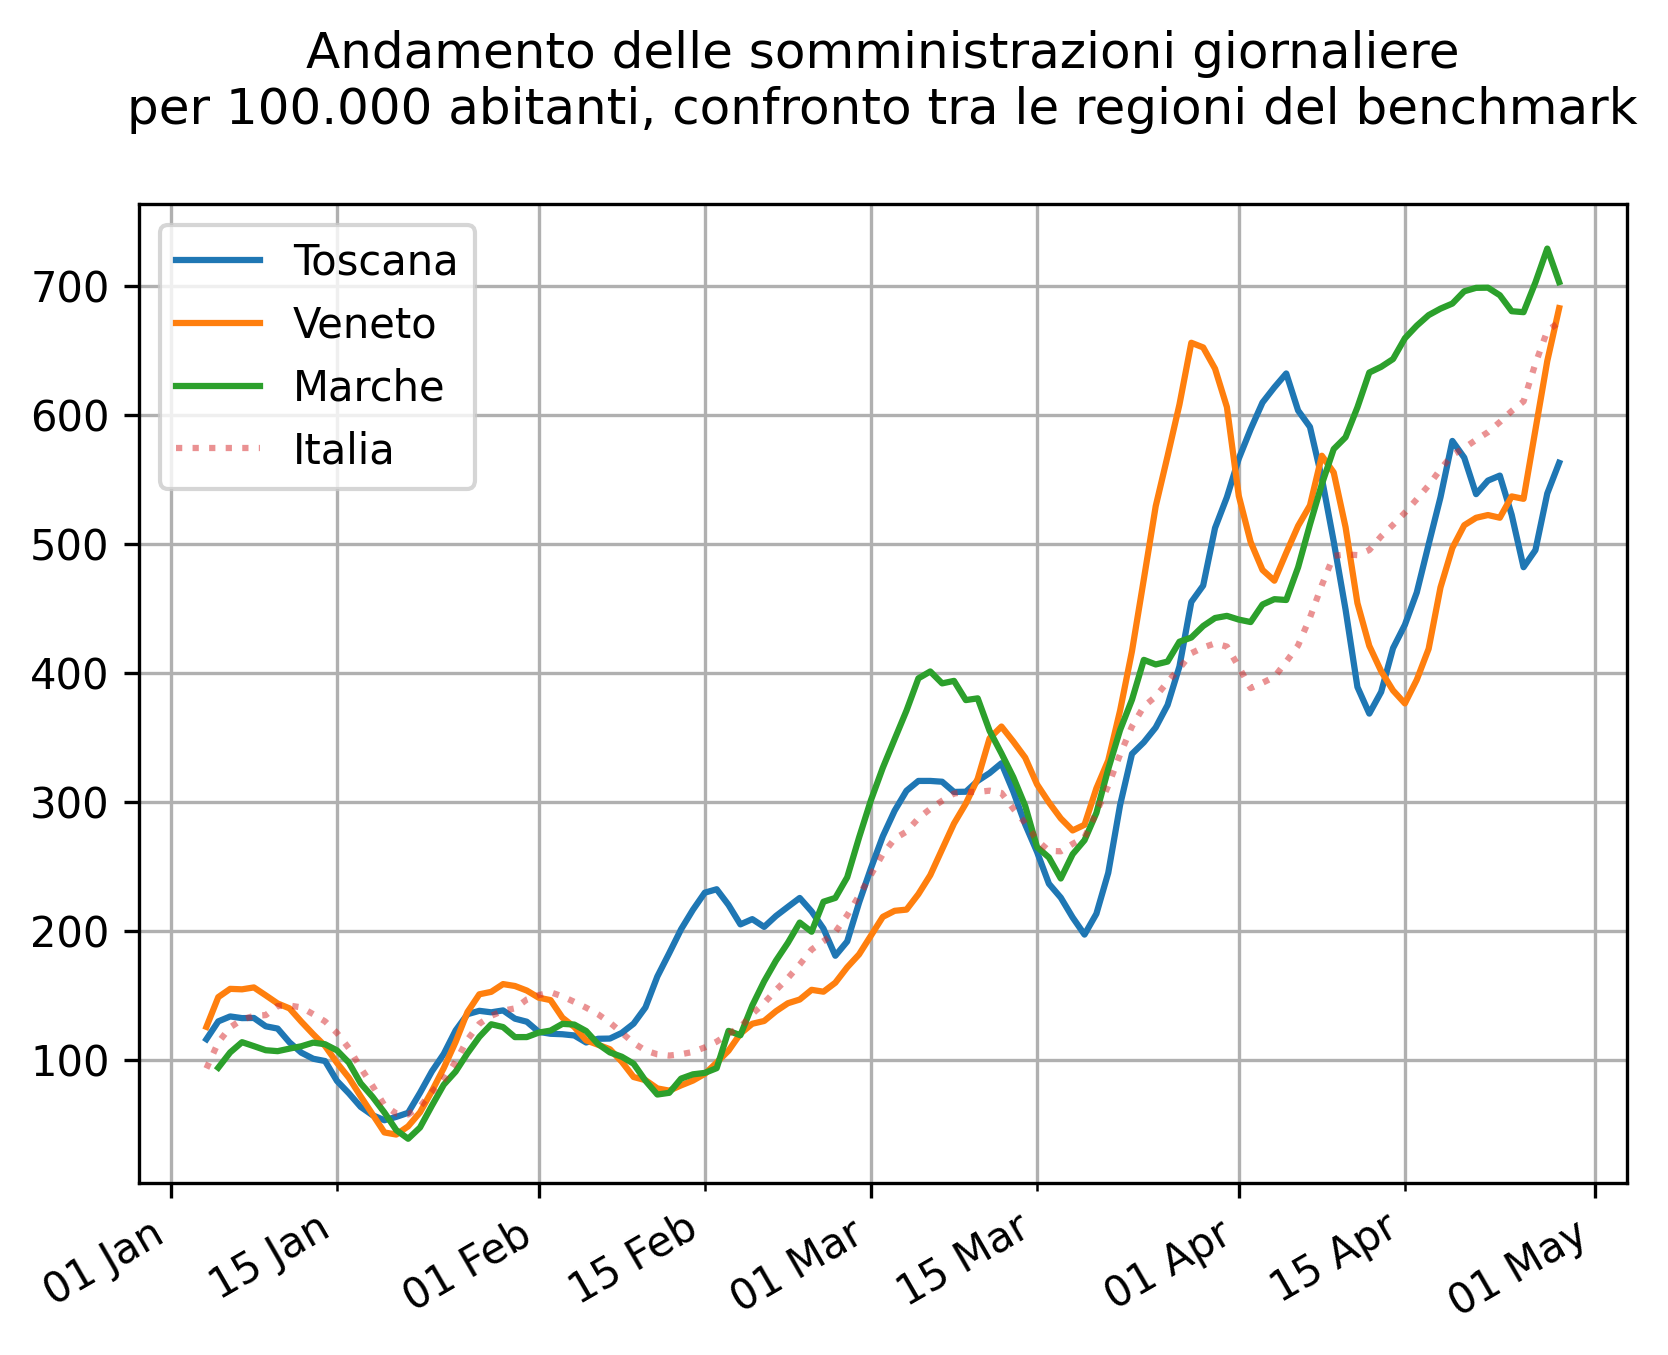 Andamento delle somministrazioni giornaliere
per 100.000 abitanti, confronto tra le regioni del benchmark
Toscana
Veneto
Marche
Italia
700
600
500
400
300
200
100
01 Jan
15 Jan
01 Feb
15 Feb
01 Mar
15 Mar
01 Apr
15 Apr
01 May